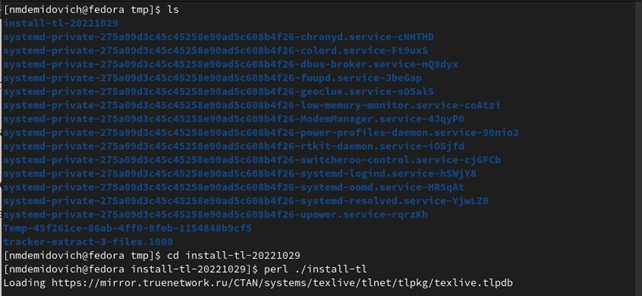 [nmdemidovich@fedora tmp]$ ls
install-tl-20221029
systemd-private-275a09d3c45c45258e90ad5c608b4f26-chronyd.service-cNHTHD
systemd-private-275a09d3c45c45258e90ad5c608b4f26-colord.service-Ft9uxS
systemd-private-275a09d3c45c45258e90ad5c608b4f26-dbus-broker.service-nQ9dyx
systemd-private-275a09d3c45c45258e90ad5c608b4f26-fwupd.service-JbeGap
systemd-private-275a09d3c45c45258e90ad5c608b4f26-geoclue.service-sO5alS
systemd-private-275a09d3c45c45258e90ad5c608b4f26-low-memory-monitor.service-coAtzi
systemd-private-275a09d3c45c45258e90ad5c608b4f26-ModemManager.service-4JqyP0
systemd-private-275a09d3c45c45258e90ad5c608b4f26-power-profiles-daemon.service-90nio2
systemd-private-275a09d3c45c45258e90ad5c608b4f26-rtkit-daemon.service-iOSjfd
systemd-private-275a09d3c45c45258e90ad5c608b4f26-switcheroo-control.service-cj6FCb
systemd-private-275a09d3c45c45258e90ad5c608b4f26-systemd-logind.service-hSWjY8
systemd-private-275a09d3c45c45258e90ad5c608b4f26-systemd-oomd.service-HR5qAt
systemd-private-275a09d3c45c45258e90ad5c608b4f26-systemd-resolved.service-YjwLZ0
systemd-private-275a09d3c45c45258e90ad5c608b4f26-upower.service-rqrzKh
Temp-45f261ce-86ab-4ff0-8feb-1154848b9cf5
tracker-extract-3-files.1000
[nmdemidovich@fedora tmp]$ cd install-tl-20221029
[nmdemidovich@fedora install-tl-20221029]$ perl ./install-tl
Loading https://mirror.truenetwork.ru/CTAN/systems/texlive/tlnet/tlpkg/texlive.tlpdb